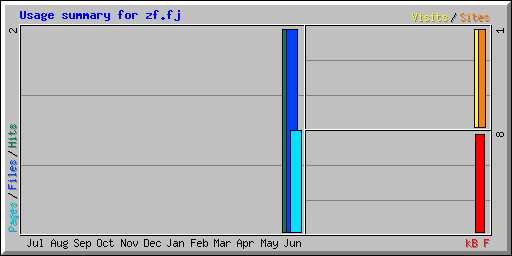 Usage summary for zf.fj
Visits/Sites
2
1
8
Pages/Files/Hits
Jul Aug Sep Oct Nov Dec Jan Feb Mar Apr May Jun
kB F